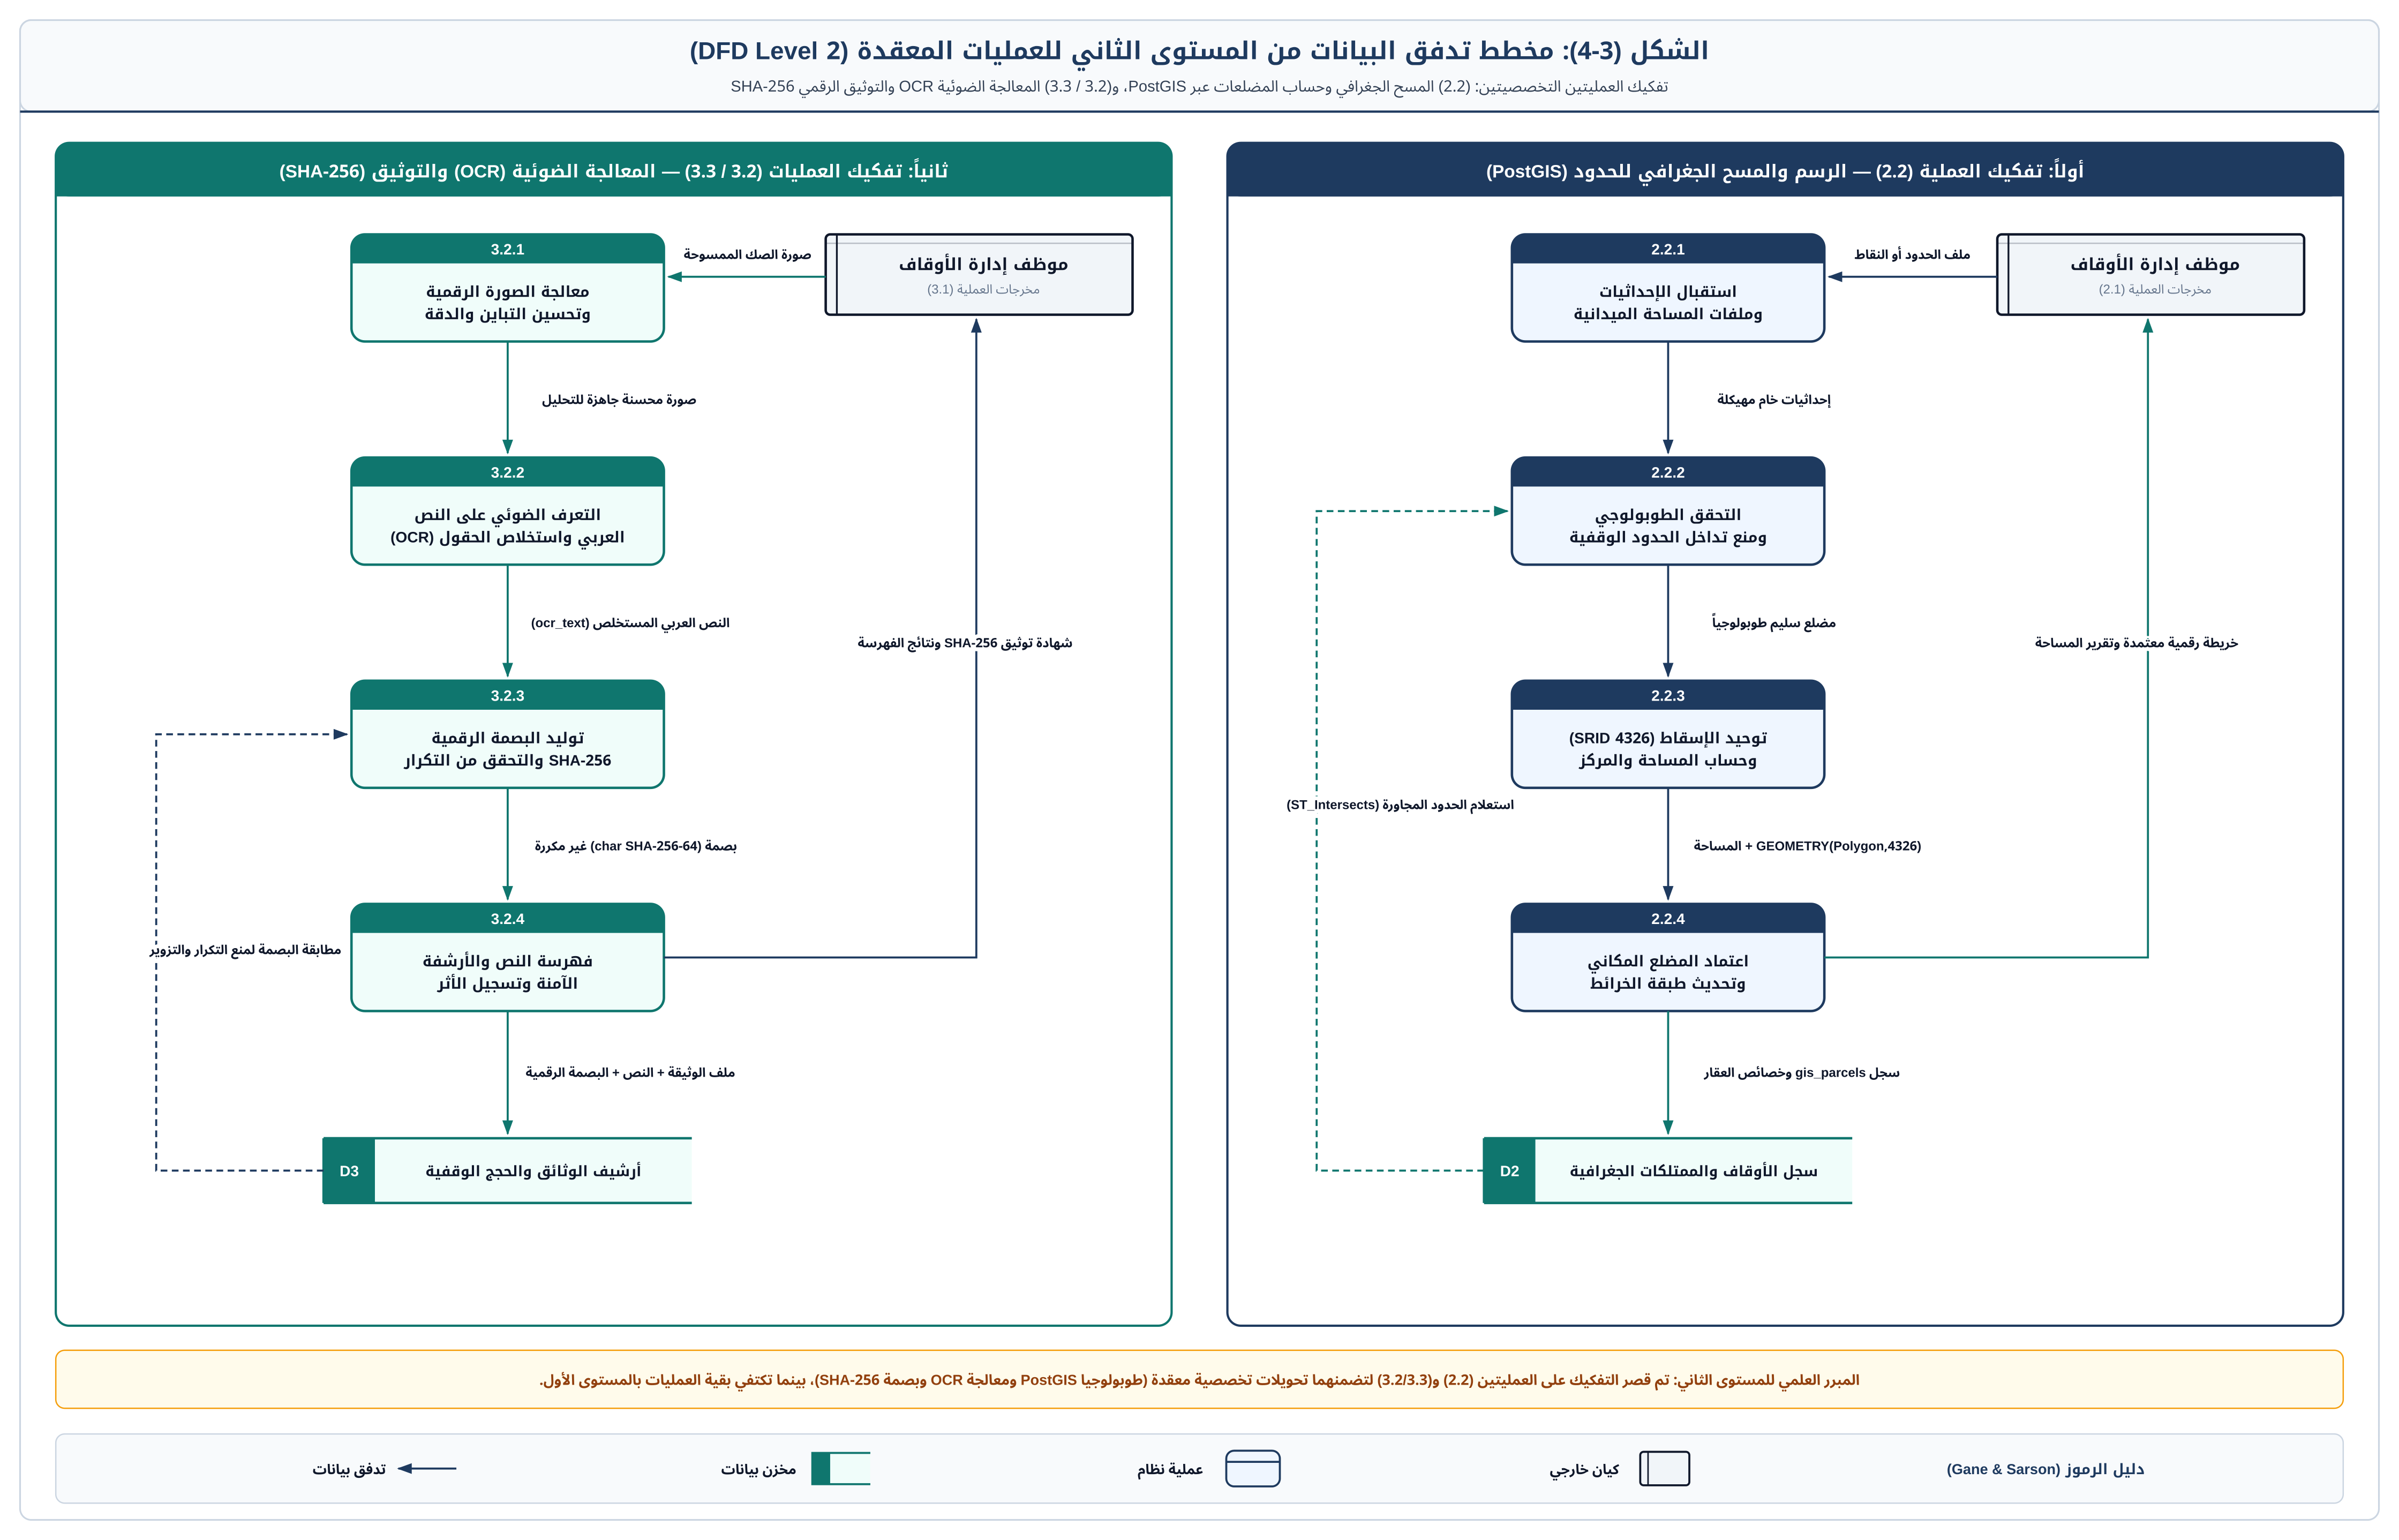 الشكل (3-4): مخطط تدفق البيانات من المستوى الثاني للعمليات المعقدة (DFD Level 2)
تفكيك العمليتين التخصصيتين: (2.2) المسح الجغرافي وحساب المضلعات عبر PostGIS، و(3.2 / 3.3) المعالجة الضوئية OCR والتوثيق الرقمي SHA-256
أولاً: تفكيك العملية (2.2) — الرسم والمسح الجغرافي للحدود (PostGIS)
موظف إدارة الأوقاف
مخرجات العملية (2.1)
ملف الحدود أو النقاط
2.2.1
استقبال الإحداثيات
وملفات المساحة الميدانية
إحداثيات خام مهيكلة
2.2.2
التحقق الطوبولوجي
ومنع تداخل الحدود الوقفية
مضلع سليم طوبولوجياً
خريطة رقمية معتمدة وتقرير المساحة
2.2.3
توحيد الإسقاط (SRID 4326)
وحساب المساحة والمركز
استعلام الحدود المجاورة (ST_Intersects)
GEOMETRY(Polygon,4326) + المساحة
2.2.4
اعتماد المضلع المكاني
وتحديث طبقة الخرائط
سجل gis_parcels وخصائص العقار
D2
سجل الأوقاف والممتلكات الجغرافية
ثانياً: تفكيك العمليات (3.2 / 3.3) — المعالجة الضوئية (OCR) والتوثيق (SHA-256)
موظف إدارة الأوقاف
مخرجات العملية (3.1)
صورة الصك الممسوحة
3.2.1
معالجة الصورة الرقمية
وتحسين التباين والدقة
صورة محسنة جاهزة للتحليل
3.2.2
التعرف الضوئي على النص
العربي واستخلاص الحقول (OCR)
النص العربي المستخلص (ocr_text)
شهادة توثيق SHA-256 ونتائج الفهرسة
3.2.3
توليد البصمة الرقمية
SHA-256 والتحقق من التكرار
بصمة (char SHA-256-64) غير مكررة
3.2.4
فهرسة النص والأرشفة
الآمنة وتسجيل الأثر
مطابقة البصمة لمنع التكرار والتزوير
ملف الوثيقة + النص + البصمة الرقمية
D3
أرشيف الوثائق والحجج الوقفية
المبرر العلمي للمستوى الثاني: تم قصر التفكيك على العمليتين (2.2) و(3.2/3.3) لتضمنهما تحويلات تخصصية معقدة (طوبولوجيا PostGIS ومعالجة OCR وبصمة SHA-256)، بينما تكتفي بقية العمليات بالمستوى الأول.
دليل الرموز (Gane & Sarson)
كيان خارجي
عملية نظام
مخزن بيانات
تدفق بيانات